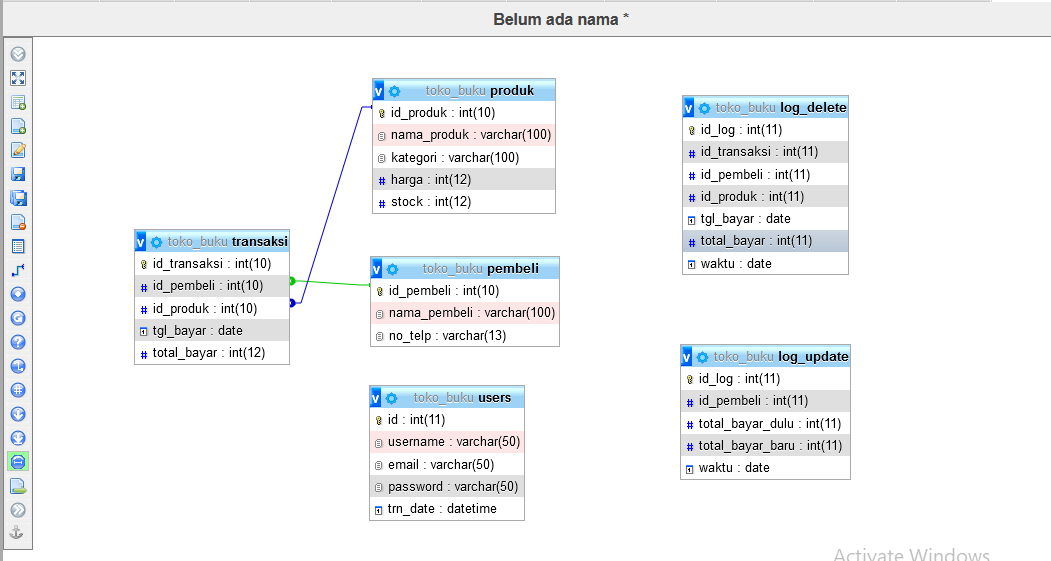 Belum ada nama *
toko_buku produk
id_produk : int(10)
nama_produk : varchar(100)
kategori : varchar(100)
harga : int(12)
stock : int(12)
toko_buku log_delete
id_log : int(11)
id_transaksi : int(11)
id_pembeli : int(11)
id_produk : int(11)
tgl_bayar : date
total_bayar : int(11)
waktu : date
toko_buku transaksi
id_transaksi : int(10)
id_pembeli : int(10)
id_produk : int(10)
tgl_bayar : date
total_bayar : int(12)
toko_buku pembeli
id_pembeli : int(10)
nama_pembeli : varchar(100)
no_telp : varchar(13)
toko_buku log_update
id_log : int(11)
id_pembeli : int(11)
total_bayar_dulu : int(11)
total_bayar_baru : int(11)
waktu : date
toko_buku users
id : int(11)
username : varchar(50)
email : varchar(50)
password : varchar(50)
trn_date : datetime
Activate Windows